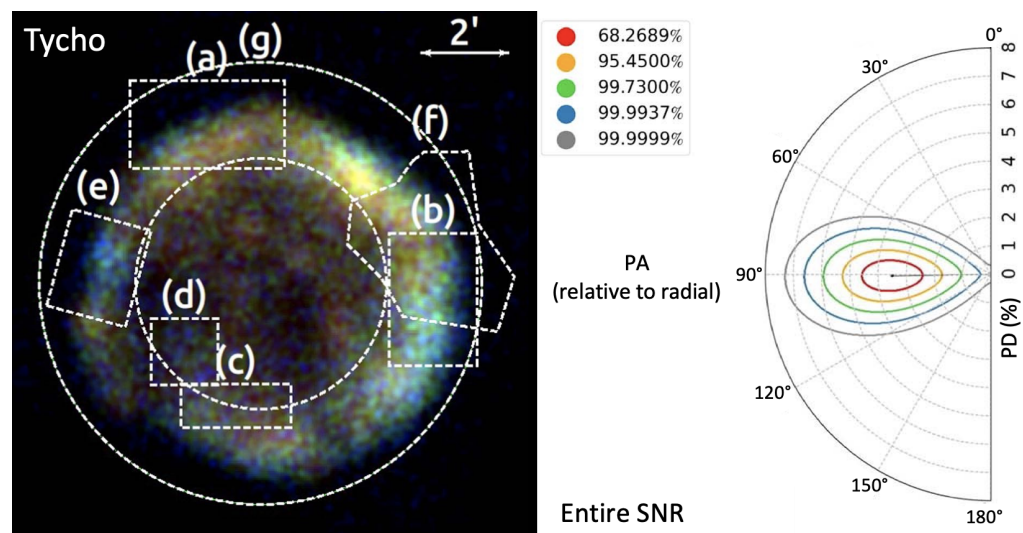 Tycho
(g)
(a)
2'
(f)
(e)
(b)
(d)
(c)
68.2689%
95.4500%
99.7300%
99.9937%
99.9999%
PA
(relative to radial)
Entire SNR
0°
30°
60°
90°
120°
150°
180°
8
7
6
5
4
3
2
1
0
PD (%)